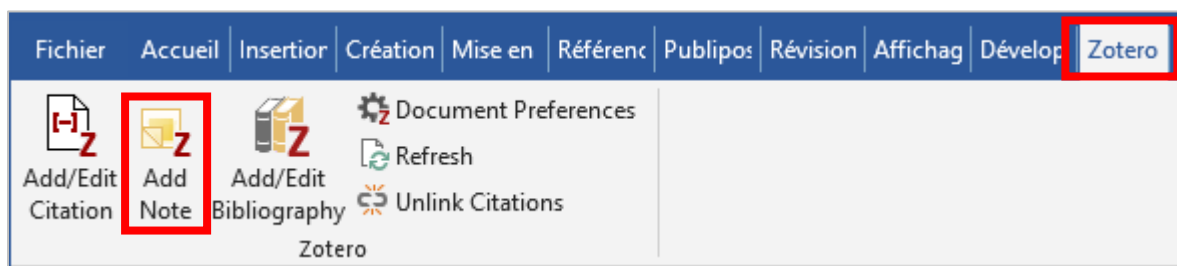 Fichier Accueil Insertior Création Mise en Référenc Publipos Révision Affichag Dévelop Zotero
Add/Edit Citation
Add Note
Add/Edit Bibliography
Document Preferences
Refresh
Unlink Citations
Zotero